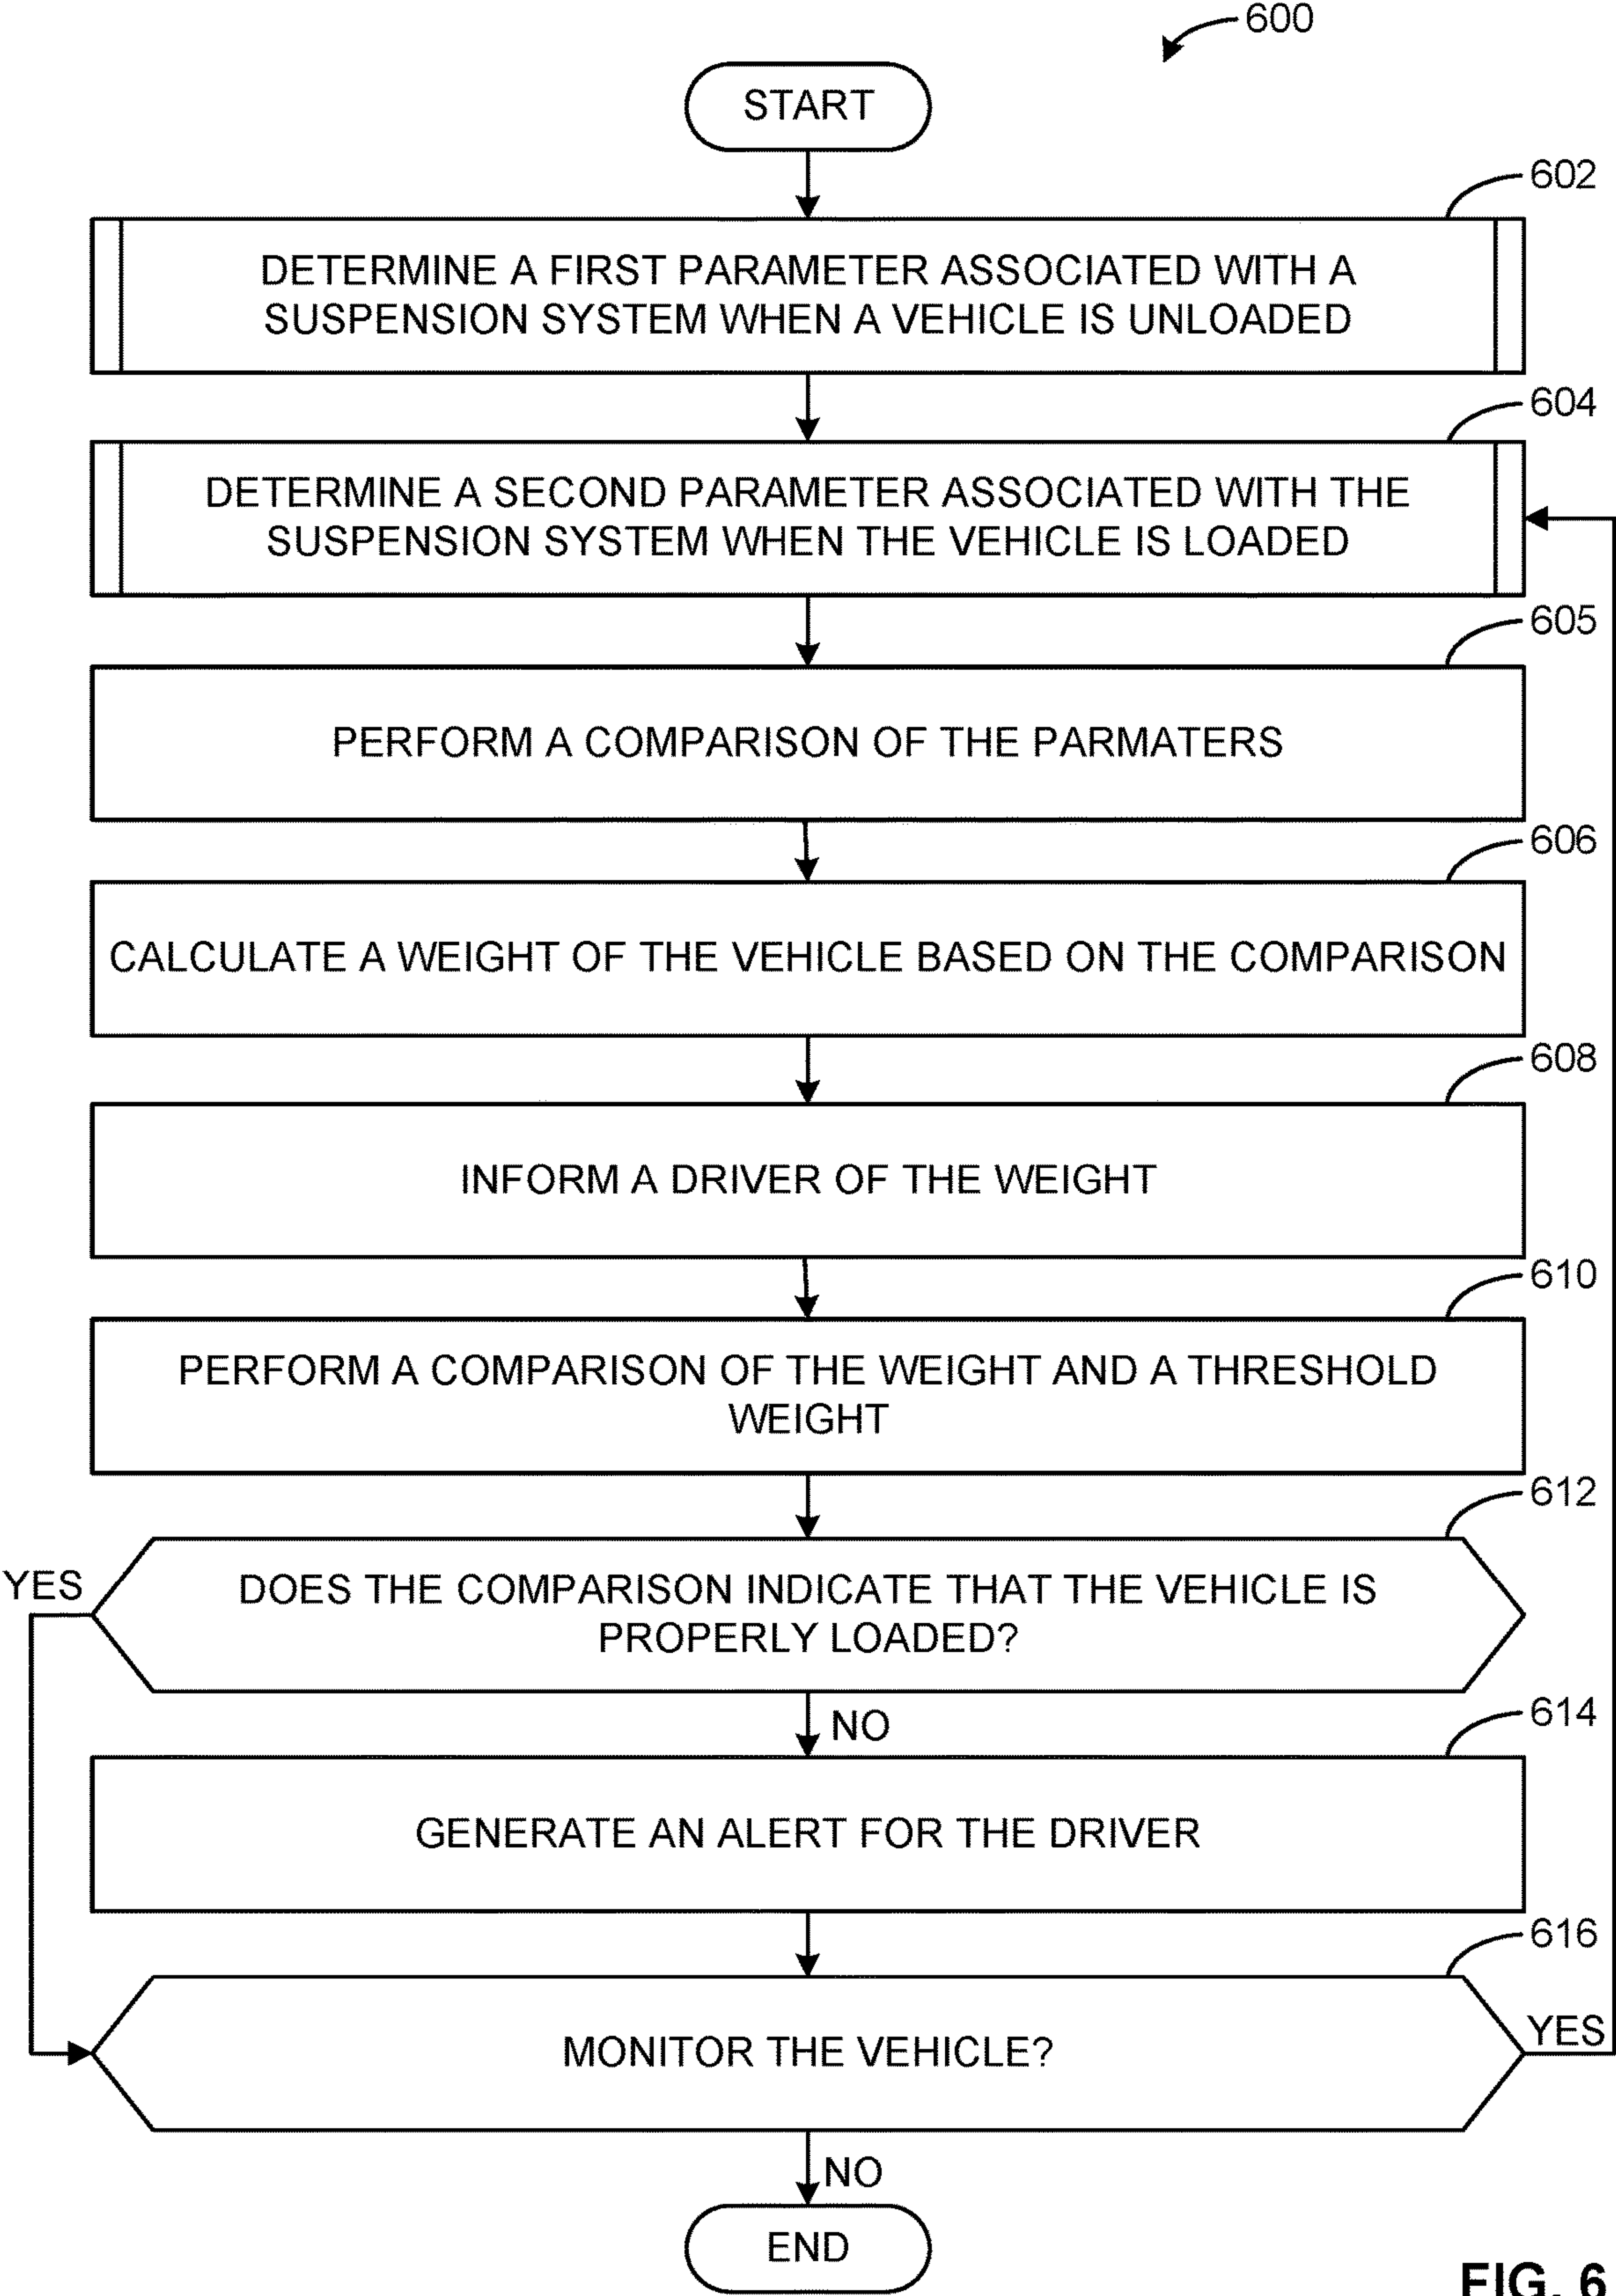 600
START
602
DETERMINE A FIRST PARAMETER ASSOCIATED WITH A
SUSPENSION SYSTEM WHEN A VEHICLE IS UNLOADED
604
DETERMINE A SECOND PARAMETER ASSOCIATED WITH THE
SUSPENSION SYSTEM WHEN THE VEHICLE IS LOADED
605
PERFORM A COMPARISON OF THE PARMATERS
606
CALCULATE A WEIGHT OF THE VEHICLE BASED ON THE COMPARISON
608
INFORM A DRIVER OF THE WEIGHT
610
PERFORM A COMPARISON OF THE WEIGHT AND A THRESHOLD
WEIGHT
612
YES
DOES THE COMPARISON INDICATE THAT THE VEHICLE IS
PROPERLY LOADED?
NO
614
GENERATE AN ALERT FOR THE DRIVER
616
MONITOR THE VEHICLE?
YES
NO
END
FIG. 6